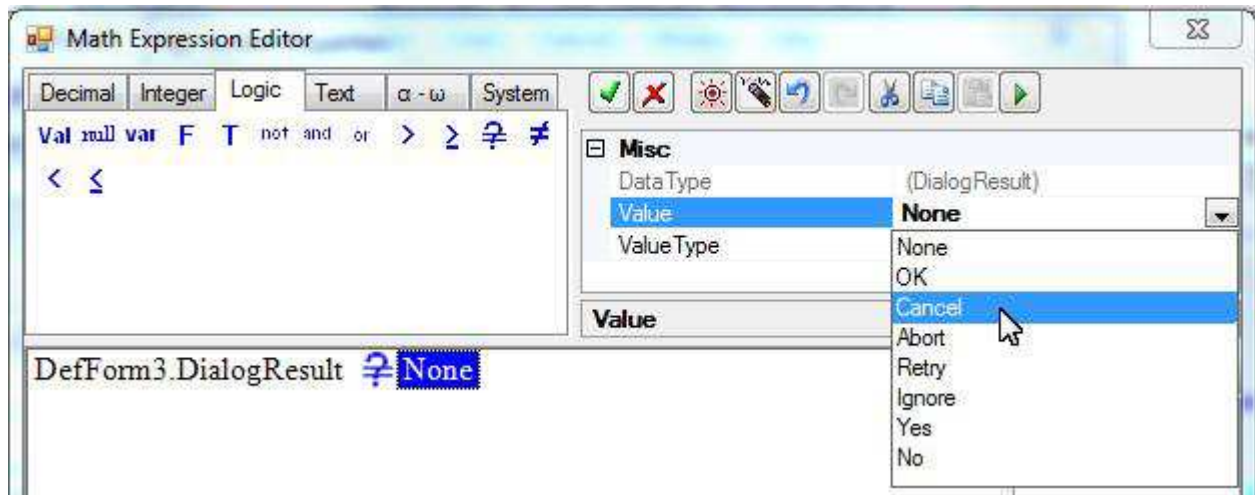 Math Expression Editor
Decimal Integer Logic Text α - ω System
Val null var F T not and or > ≥ ≟ ≠
< ≤
Misc
DataType (DialogResult)
Value None
ValueType
None
OK
Cancel
Abort
Retry
Ignore
Yes
No
Value
DefForm3.DialogResult ≟ None